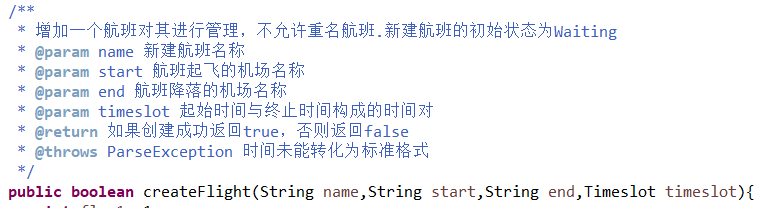 /**
 * 增加一个航班对其进行管理，不允许重名航班.新建航班的初始状态为Waiting
 * @param name 新建航班名称
 * @param start 航班起飞的机场名称
 * @param end 航班降落的机场名称
 * @param timeslot 起始时间与终止时间构成的时间对
 * @return 如果创建成功返回true，否则返回false
 * @throws ParseException 时间未能转化为标准格式
 */
public boolean createFlight(String name,String start,String end,Timeslot timeslot){